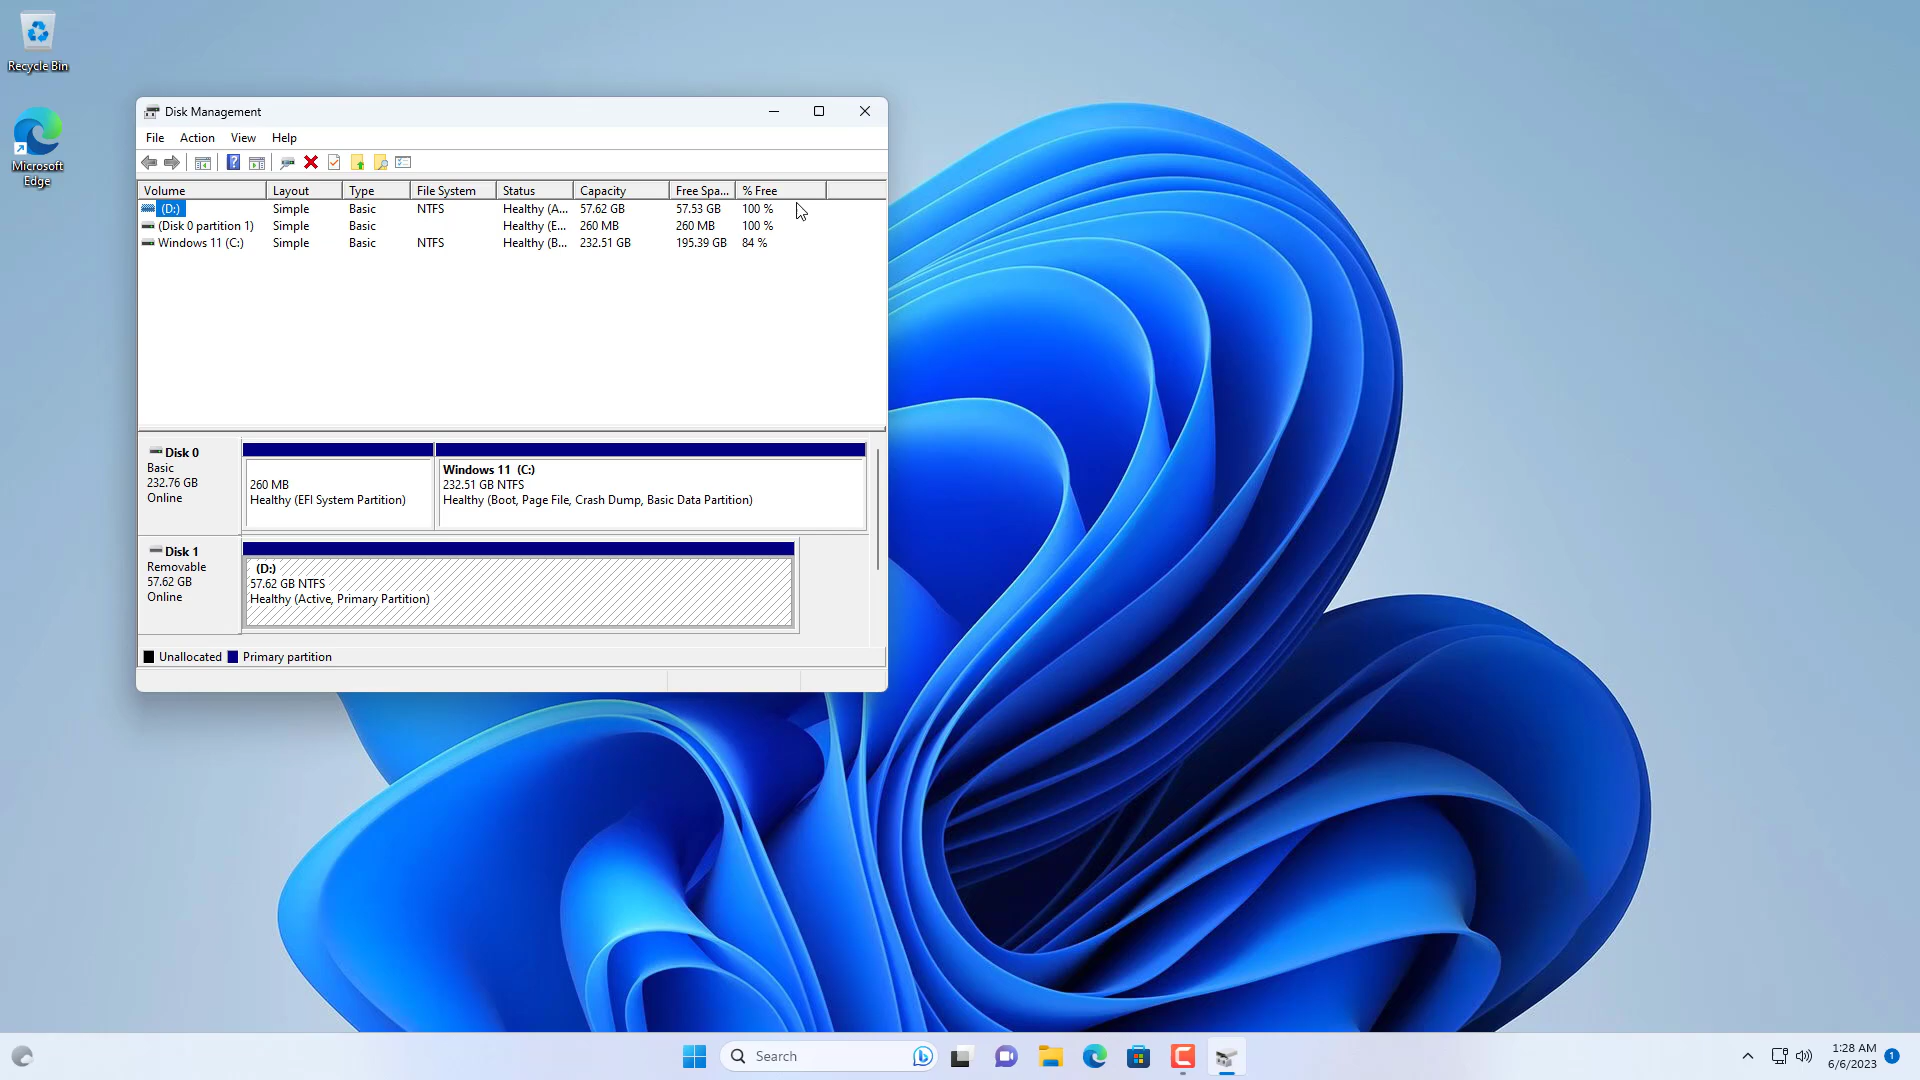 Recycle Bin
Microsoft
Edge
Disk Management
File Action View Help
Volume Layout Type File System Status Capacity Free Spa... % Free
(D:) Simple Basic NTFS Healthy (A... 57.62 GB 57.53 GB 100 %
(Disk 0 partition 1) Simple Basic Healthy (E... 260 MB 260 MB 100 %
Windows 11 (C:) Simple Basic NTFS Healthy (B... 232.51 GB 195.39 GB 84 %
Disk 0
Basic
232.76 GB
Online
260 MB
Healthy (EFI System Partition)
Windows 11 (C:)
232.51 GB NTFS
Healthy (Boot, Page File, Crash Dump, Basic Data Partition)
Disk 1
Removable
57.62 GB
Online
(D:)
57.62 GB NTFS
Healthy (Active, Primary Partition)
Unallocated Primary partition
Search
1:28 AM
6/6/2023
1